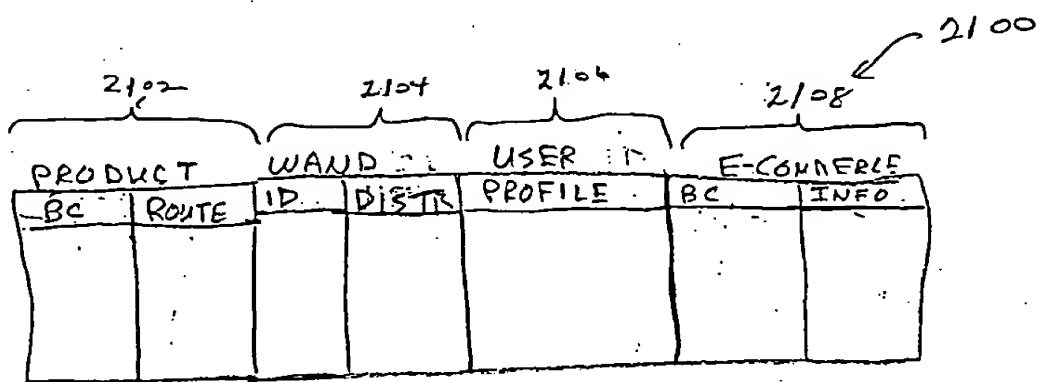 2100
2102 2104 2106 2108
PRODUCT WAND USER E-COMMERCE
BC ROUTE ID DISTR PROFILE BC INFO